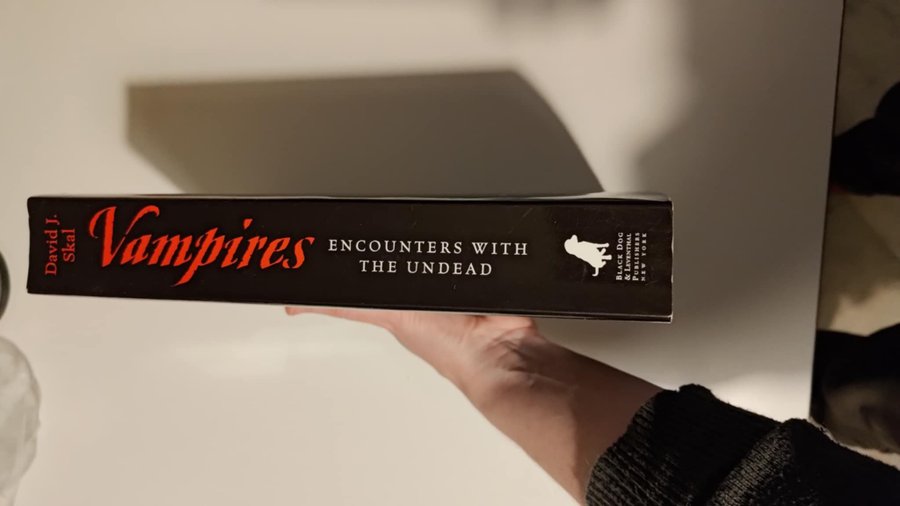 David J.
Skal
Vampires
ENCOUNTERS WITH
THE UNDEAD
BLACK DOG
& LEVENTHAL
PUBLISHERS
NEW YORK